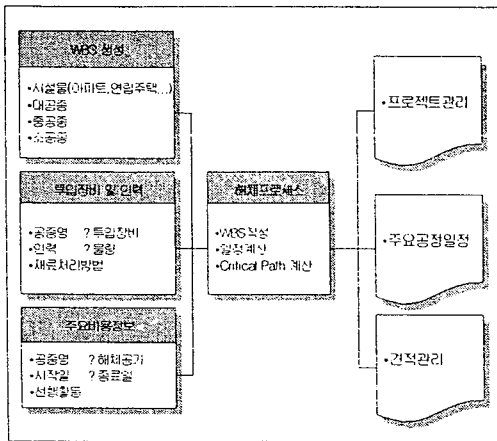 WBS 생성
•시설물(아파트,연립주택...)
•대공종
•중공종
•소공종
투입장비 및 인력
•공종명 ? 투입장비
•인력 ? 물량
•재료처리방법
주요비용정보
•공종명 ? 해체공기
•시작일 ? 종료일
•선행활동
해체프로세스
•WBS작성
•일정계산
•Critical Path 계산
•프로젝트관리
•주요공정일정
•견적관리